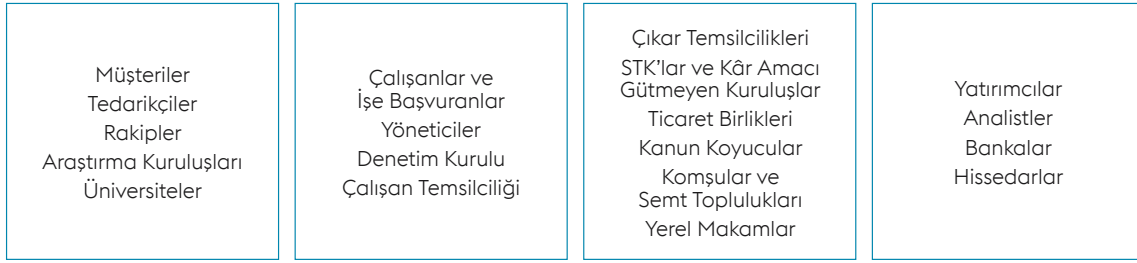 Müşteriler
Tedarikçiler
Rakipler
Araştırma Kuruluşları
Üniversiteler
Çalışanlar ve
İşe Başvuranlar
Yöneticiler
Denetim Kurulu
Çalışan Temsilciliği
Çıkar Temsilcilikleri
STK'lar ve Kâr Amacı
Gütmeyen Kuruluşlar
Ticaret Birlikleri
Kanun Koyucular
Komşular ve
Semt Toplulukları
Yerel Makamlar
Yatırımcılar
Analistler
Bankalar
Hissedarlar